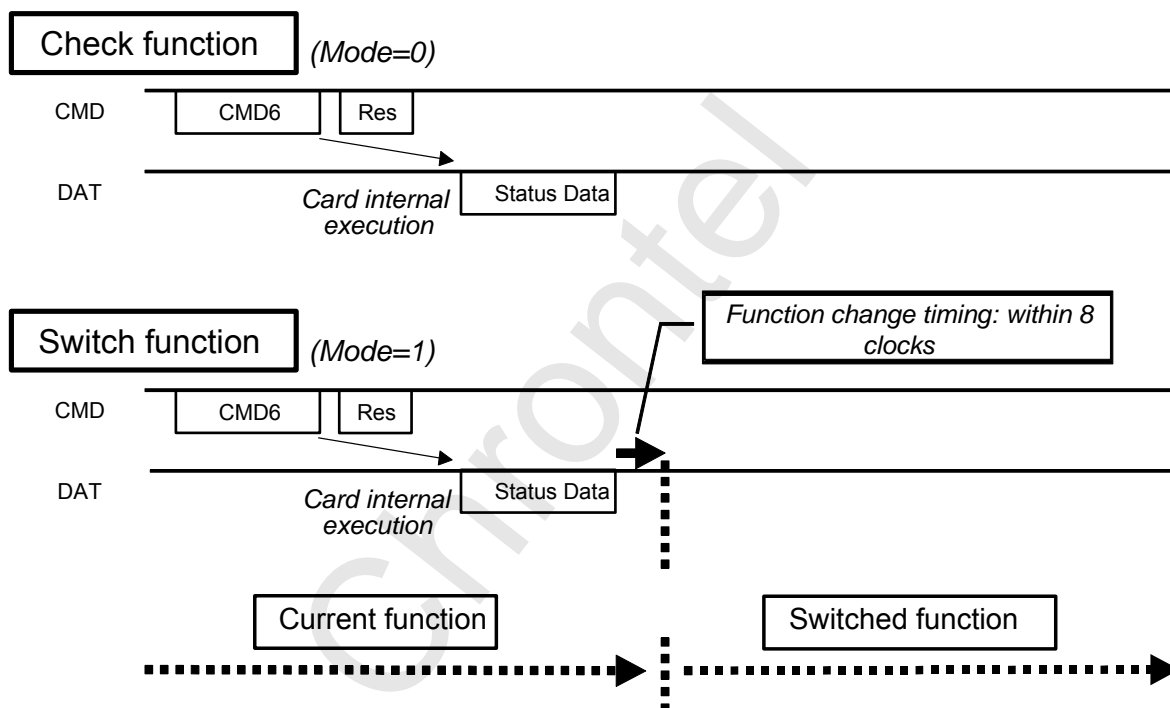 Check function
(Mode=0)
CMD
CMD6
Res
DAT
Card internal
execution
Status Data
Function change timing: within 8
clocks
Switch function
(Mode=1)
CMD
CMD6
Res
DAT
Card internal
execution
Status Data
Current function
Switched function
Chrontel